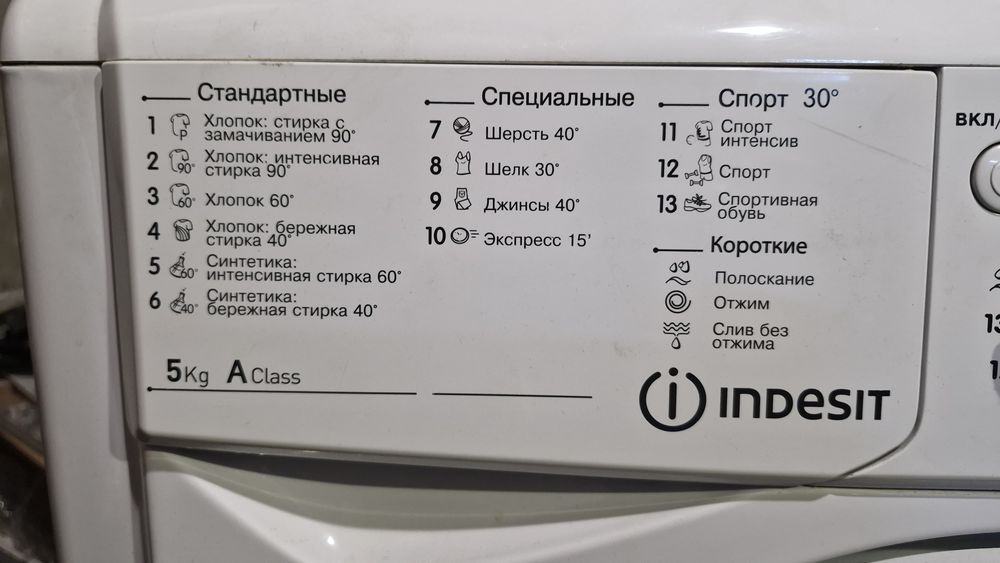 Стандартные
1 Хлопок: стирка с
замачиванием 90°
2 Хлопок: интенсивная
стирка 90°
3 Хлопок 60°
4 Хлопок: бережная
стирка 40°
5 Синтетика:
интенсивная стирка 60°
6 Синтетика:
бережная стирка 40°
Специальные
7 Шерсть 40°
8 Шелк 30°
9 Джинсы 40°
10 Экспресс 15'
Спорт 30°
11 Спорт
интенсив
12 Спорт
13 Спортивная
обувь
Короткие
Полоскание
Отжим
Слив без
отжима
5Kg A Class
INDESIT
ВКЛ/
13